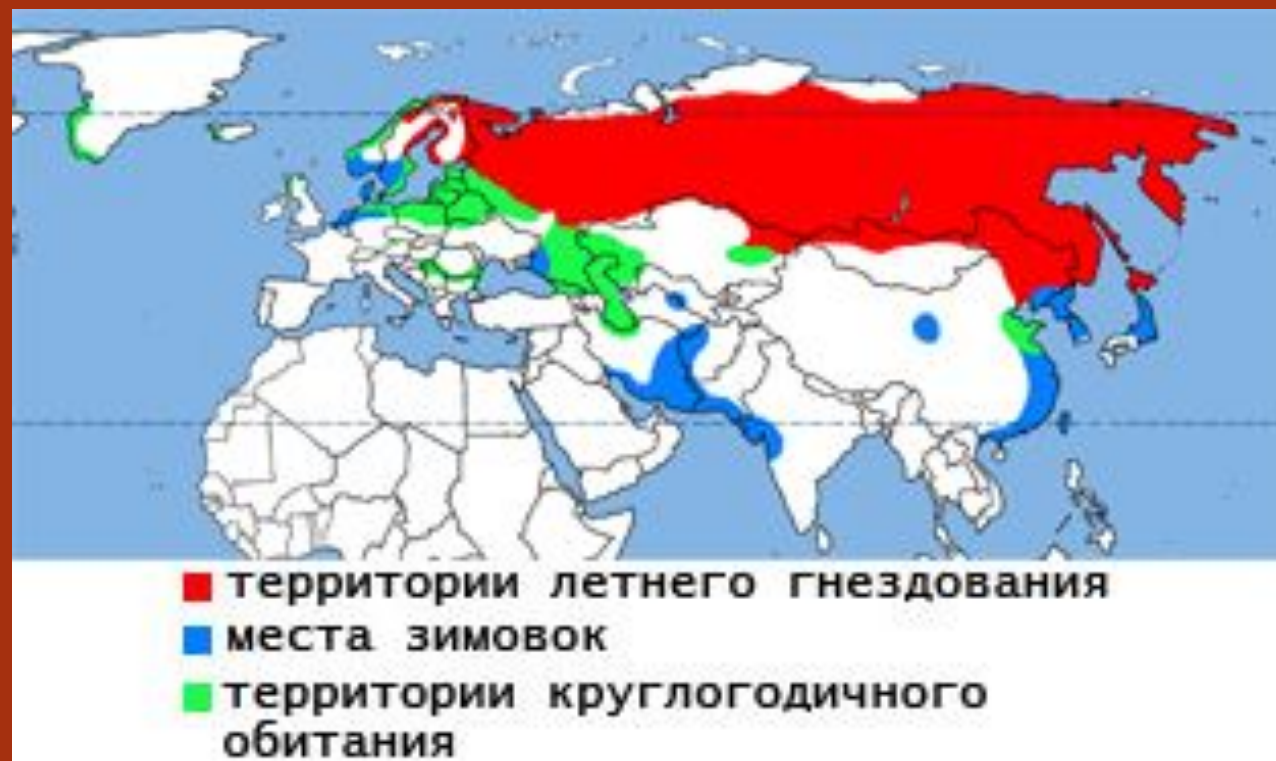 территории летнего гнездования
места зимовок
территории круглогодичного
обитания